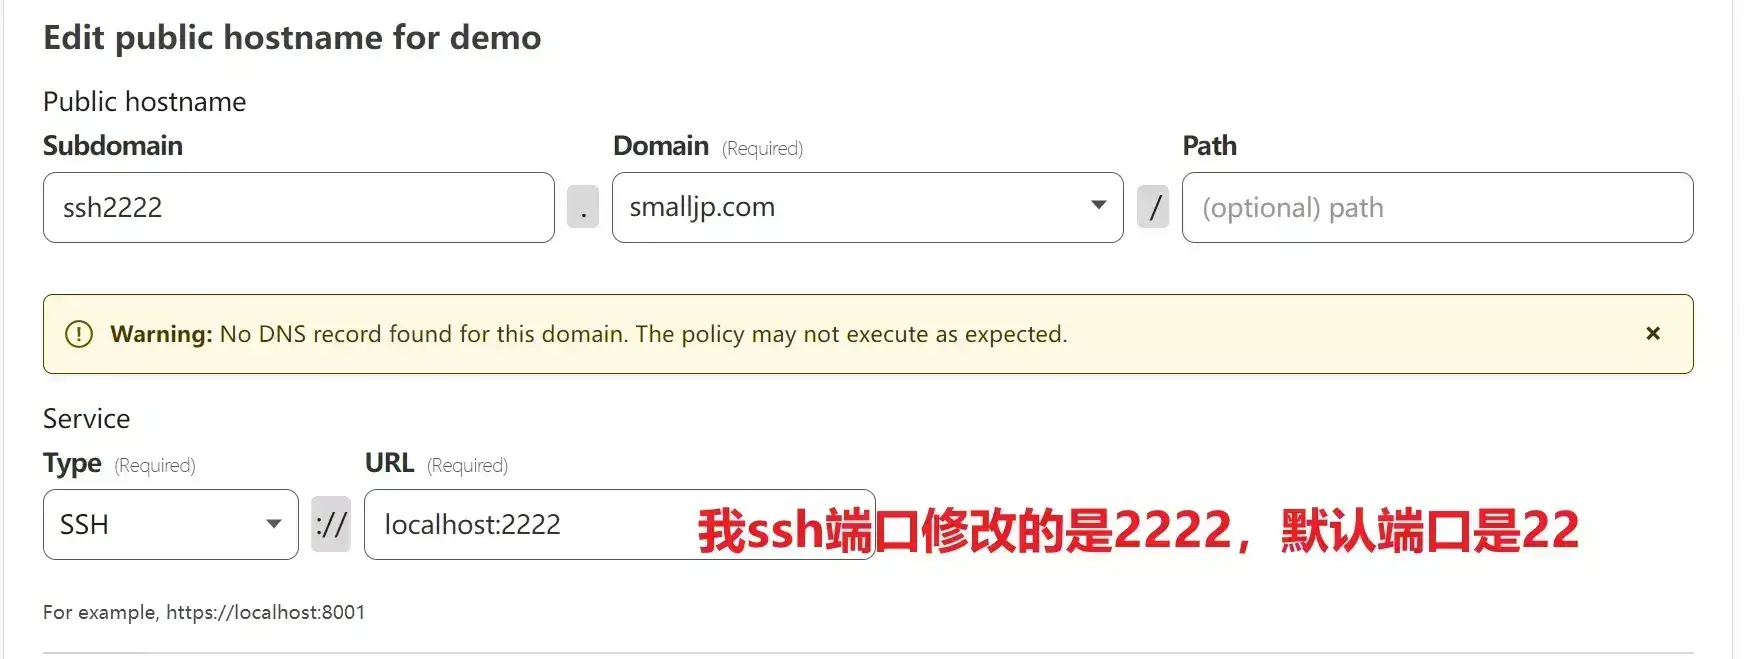 Edit public hostname for demo
Public hostname
Subdomain Domain (Required) Path
ssh2222 . smalljp.com / (optional) path
Warning: No DNS record found for this domain. The policy may not execute as expected. ×
Service
Type (Required) URL (Required)
SSH :// localhost:2222 我ssh端口修改的是2222，默认端口是22
For example, https://localhost:8001